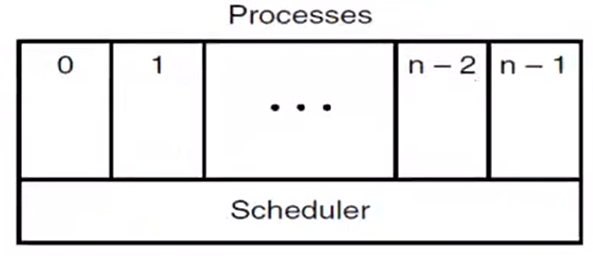 Processes
0 1 ... n – 2 n – 1
Scheduler